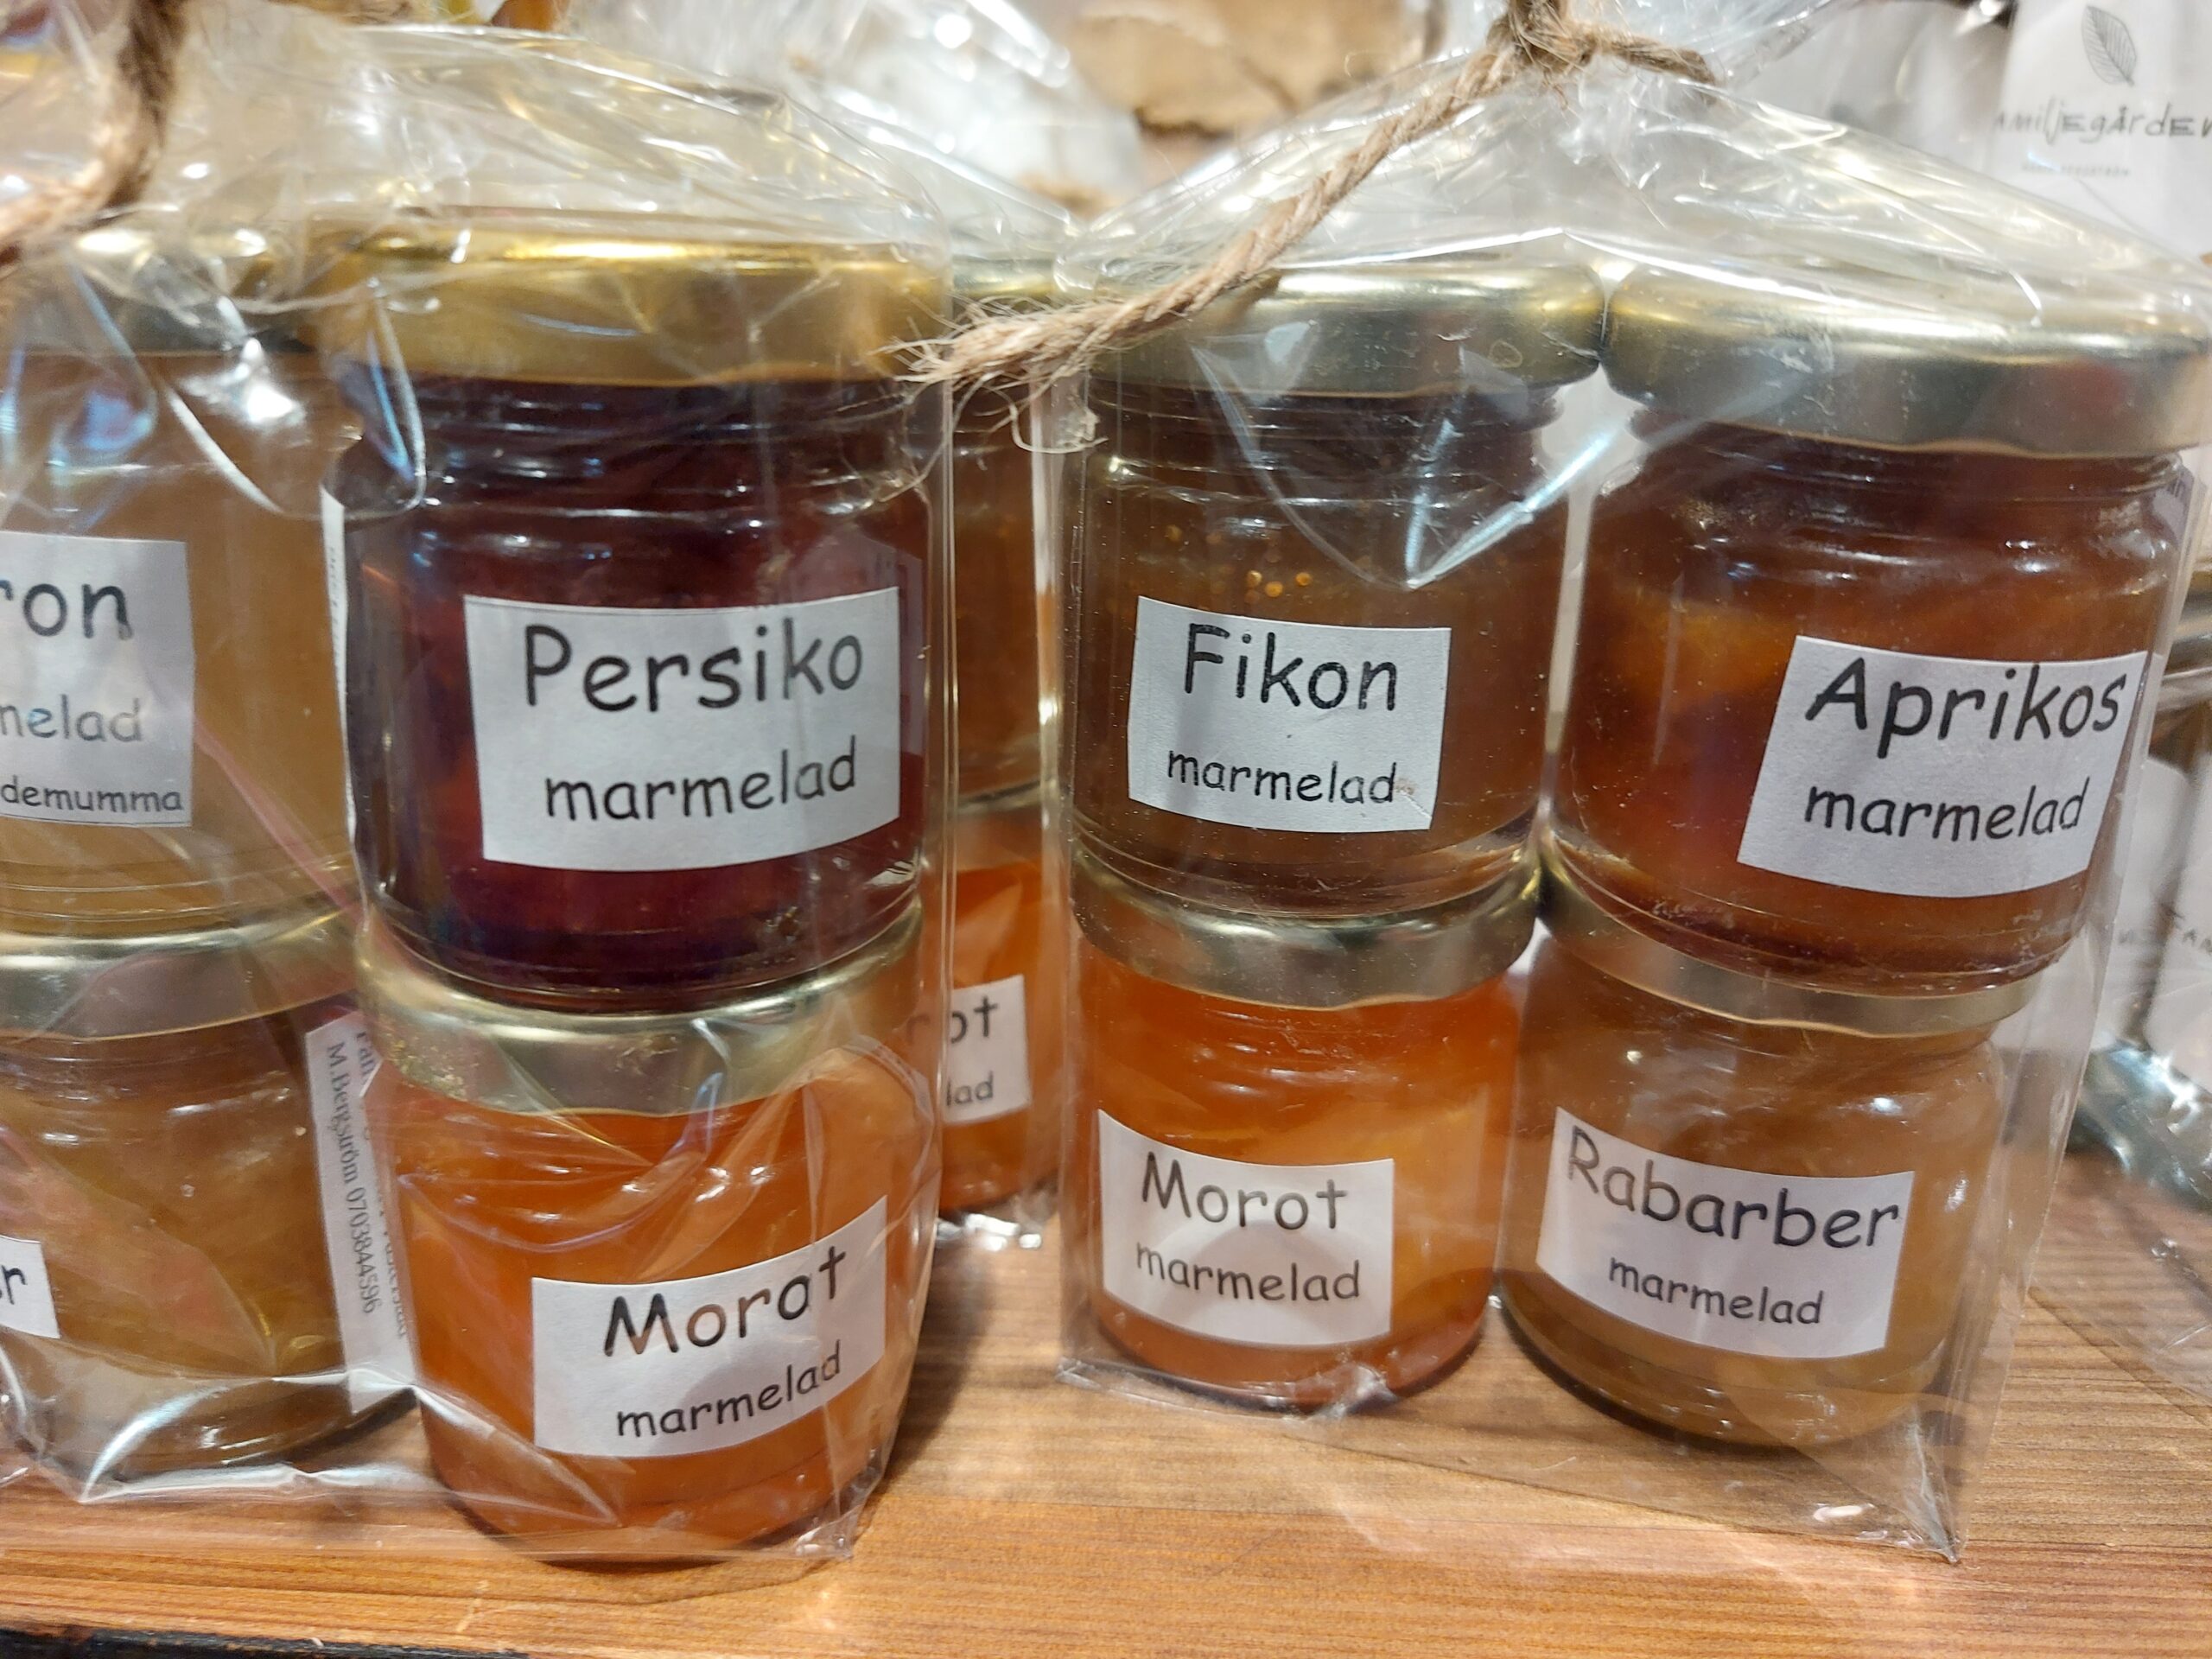 Persiko
marmelad
Fikon
marmelad
Aprikos
marmelad
ron
melad
demumma
Morot
marmelad
ot
lad
Morot
marmelad
Rabarber
marmelad
r
M.Bergström 0703844596